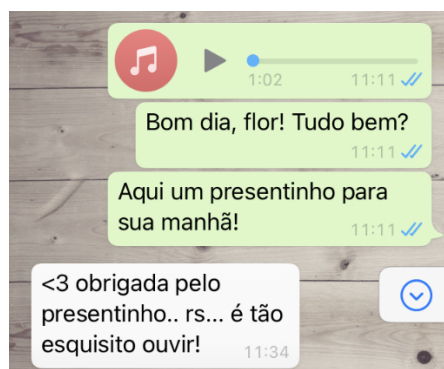 1:02 11:11
Bom dia, flor! Tudo bem?
11:11
Aqui um presentinho para
sua manhã!
11:11
<3 obrigada pelo
presentinho.. rs... é tão
esquisito ouvir!
11:34